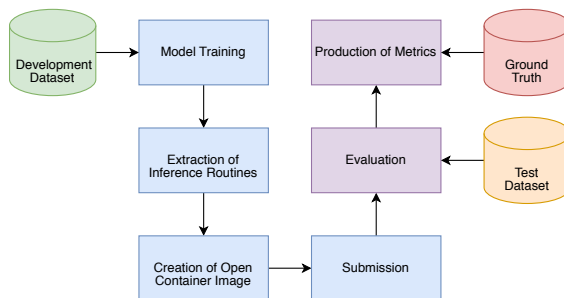 Development
Dataset
Model Training
Production of Metrics
Ground
Truth
Extraction of
Inference Routines
Evaluation
Test
Dataset
Creation of Open
Container Image
Submission